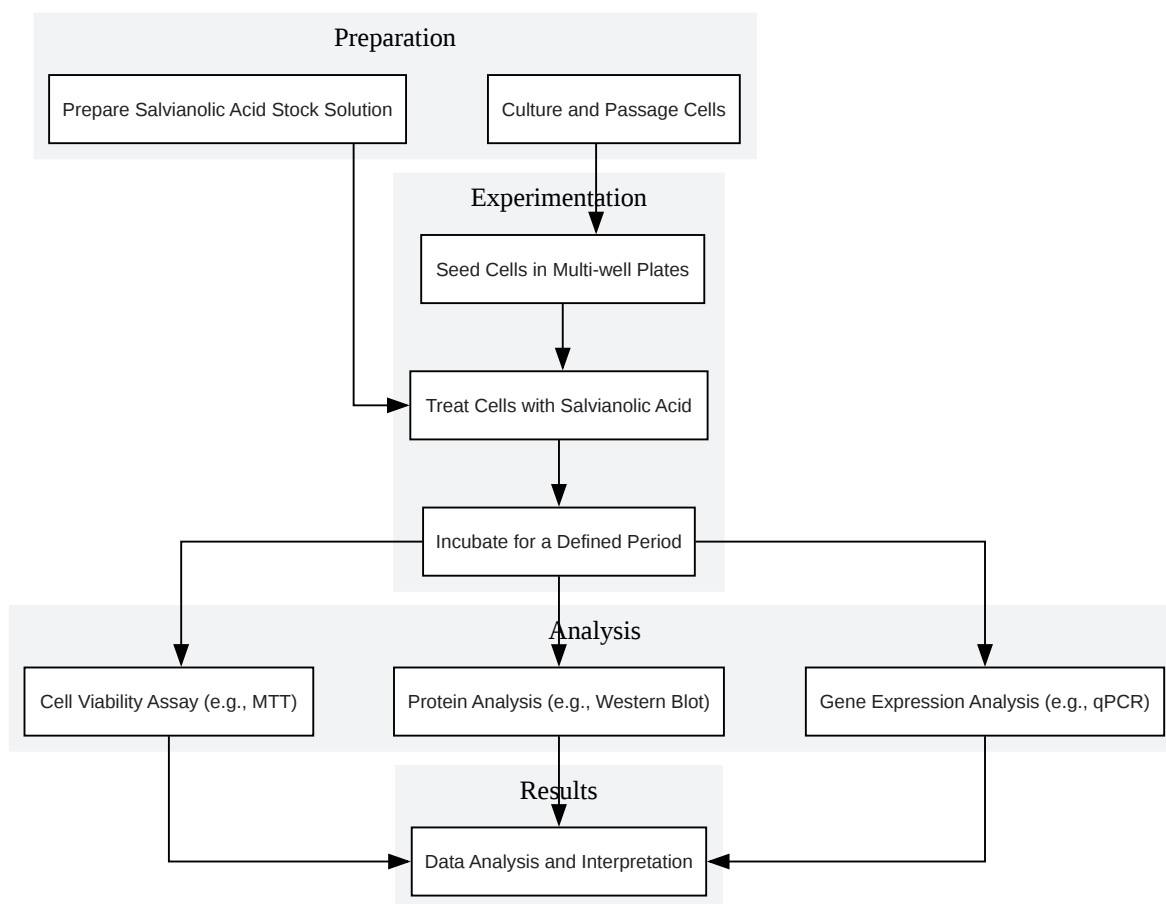 Preparation
Prepare Salvianolic Acid Stock Solution
Culture and Passage Cells
Experimentation
Seed Cells in Multi-well Plates
Treat Cells with Salvianolic Acid
Incubate for a Defined Period
Analysis
Cell Viability Assay (e.g., MTT)
Protein Analysis (e.g., Western Blot)
Gene Expression Analysis (e.g., qPCR)
Results
Data Analysis and Interpretation